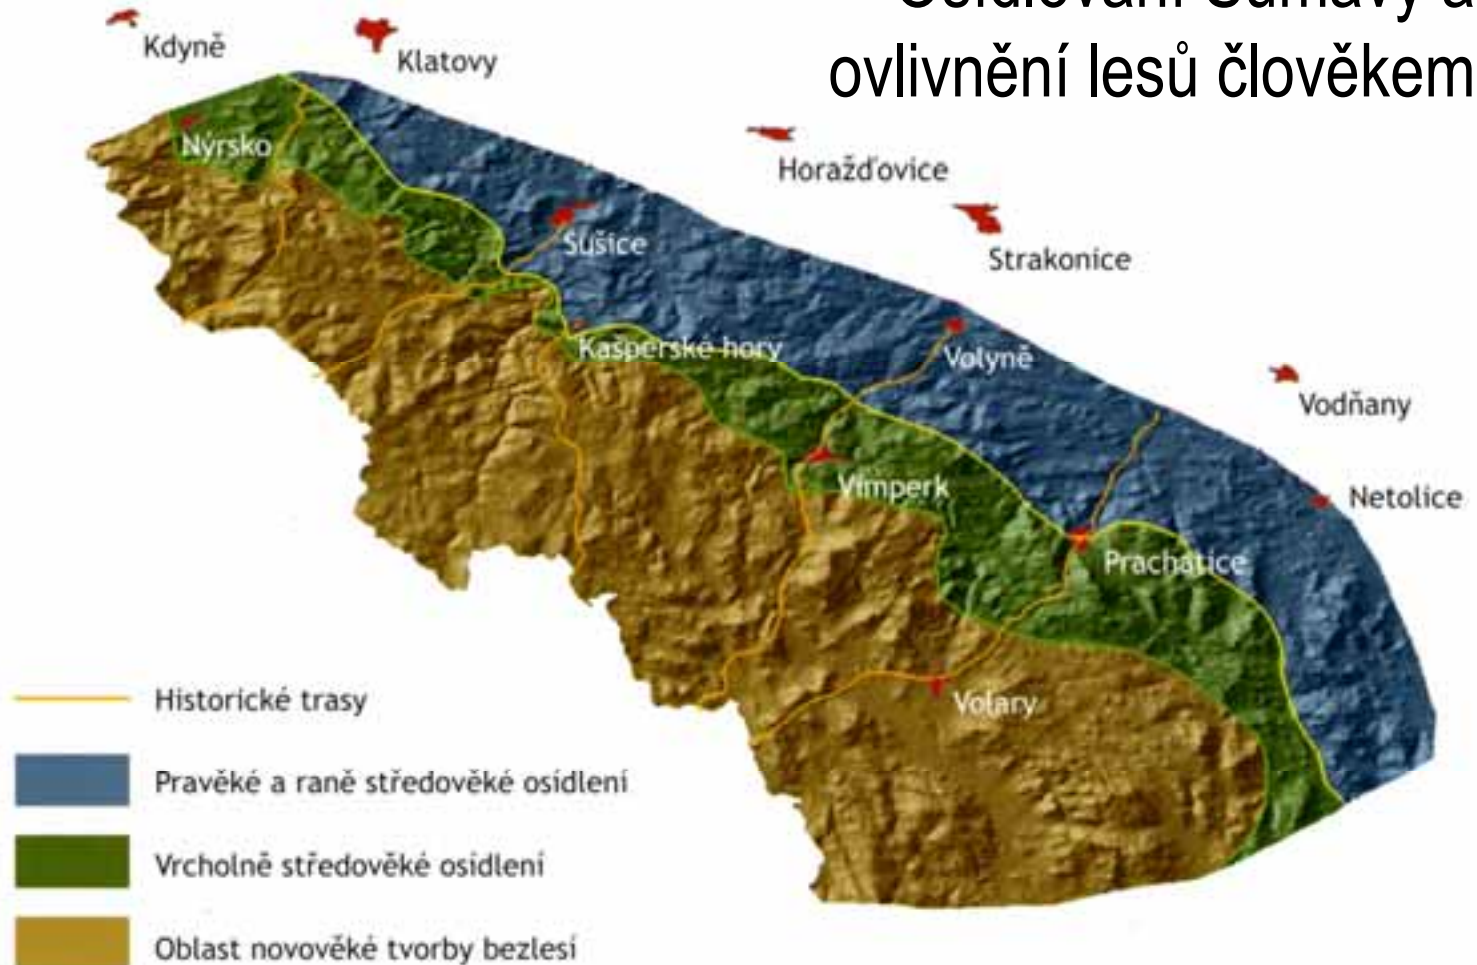 ovlivnění lesů člověkem
Kdyně
Klatovy
Nýrsko
Horažďovice
Sušice
Strakonice
Kašperské hory
Volyně
Vodňany
Vimperk
Netolice
Prachatice
Volary
Historické trasy
Pravěké a raně středověké osídlení
Vrcholně středověké osídlení
Oblast novověké tvorby bezlesí